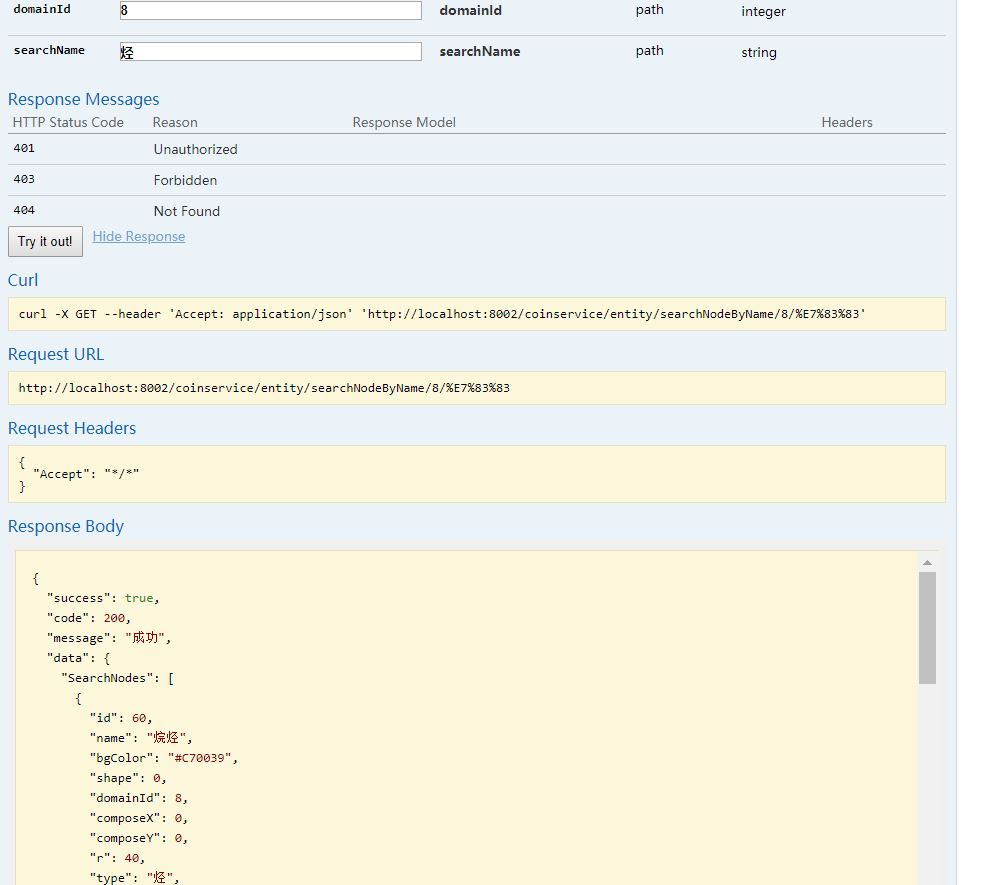 domainId 8 domainId path integer
searchName 烃 searchName path string
Response Messages
HTTP Status Code Reason Response Model Headers
401 Unauthorized
403 Forbidden
404 Not Found
Try it out! Hide Response
Curl
curl -X GET --header 'Accept: application/json' 'http://localhost:8002/coinservice/entity/searchNodeByName/8/%E7%83%83'
Request URL
http://localhost:8002/coinservice/entity/searchNodeByName/8/%E7%83%83
Request Headers
{
"Accept": "*/*"
}
Response Body
{
"success": true,
"code": 200,
"message": "成功",
"data": {
"SearchNodes": [
{
"id": 60,
"name": "烷烃",
"bgColor": "#C70039",
"shape": 0,
"domainId": 8,
"composeX": 0,
"composeY": 0,
"r": 40,
"type": "烃",